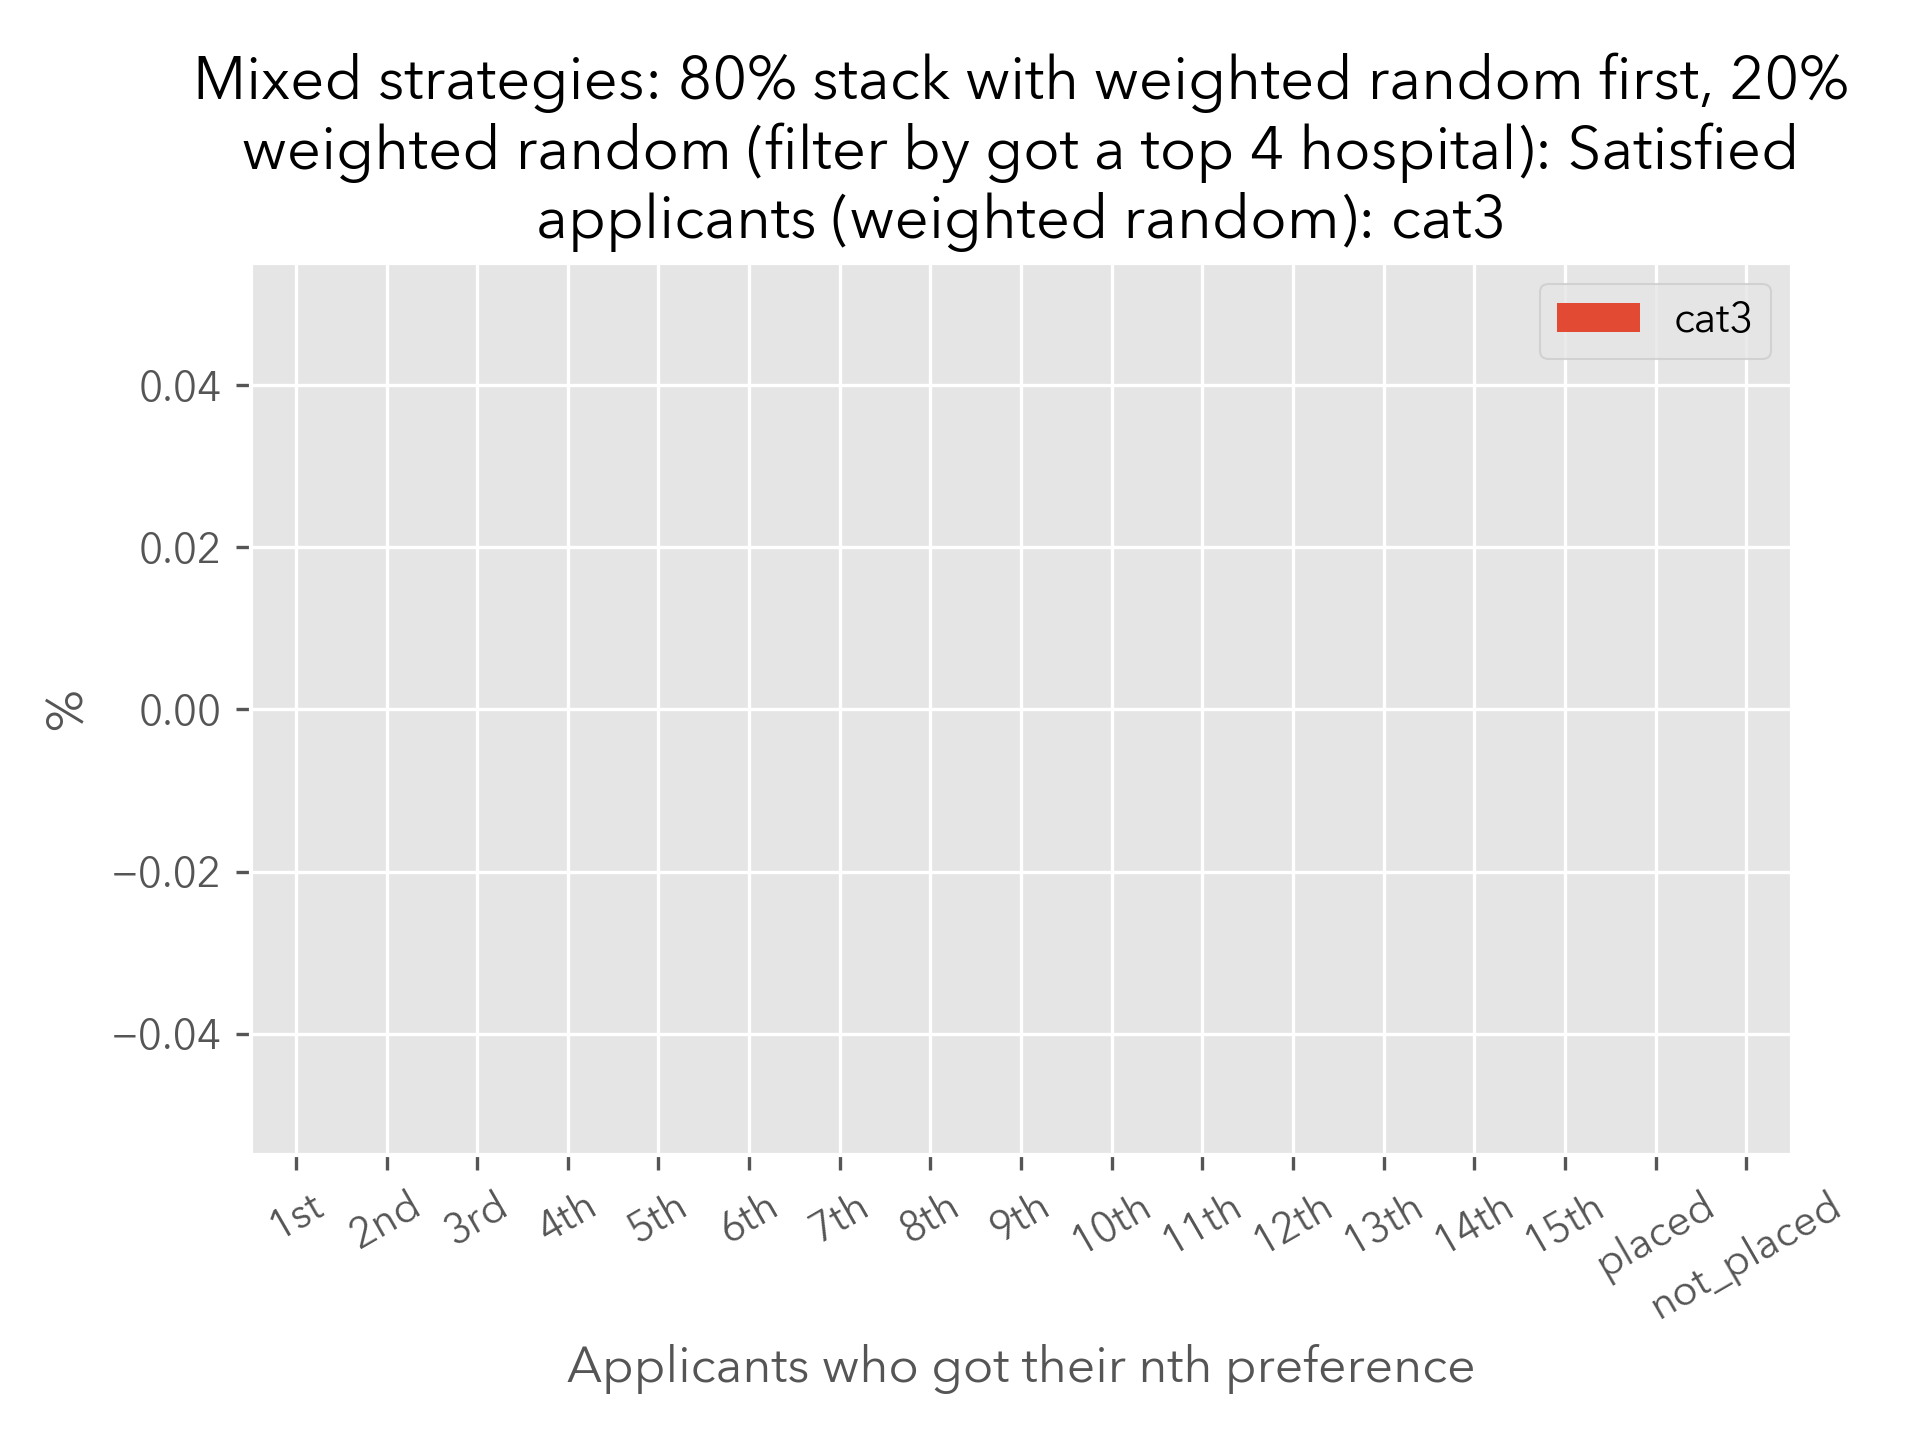 Mixed strategies: 80% stack with weighted random first, 20%
weighted random (filter by got a top 4 hospital): Satisfied
applicants (weighted random): cat3
cat3
0.04
0.02
0.00
−0.02
−0.04
%
1st
2nd
3rd
4th
5th
6th
7th
8th
9th
10th
11th
12th
13th
14th
15th
placed
not_placed
Applicants who got their nth preference